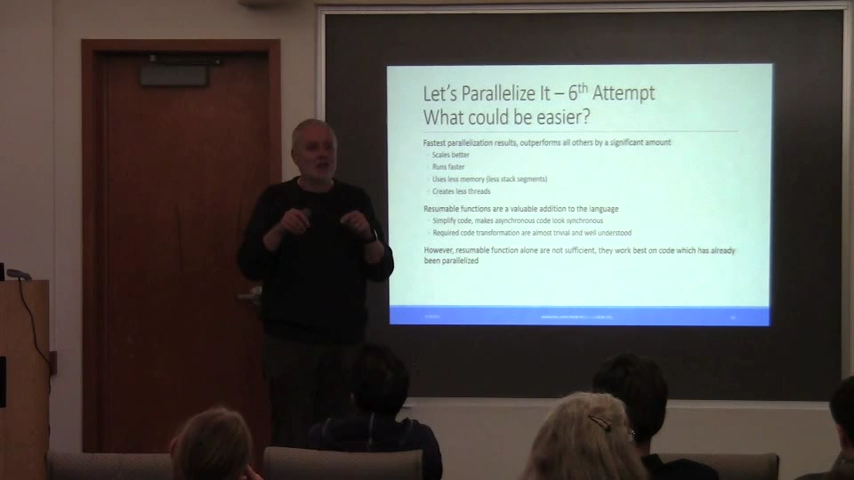 Let's Parallelize It – 6th Attempt
What could be easier?
Fastest parallelization results, outperforms all others by a significant amount
Scales better
Runs faster
Uses less memory (less stack segments)
Creates less threads
Resumable functions are a valuable addition to the language
Simplify code, makes asynchronous code look synchronous
Required code transformation are almost trivial and well understood
However, resumable function alone are not sufficient, they work best on code which has already
been parallelized